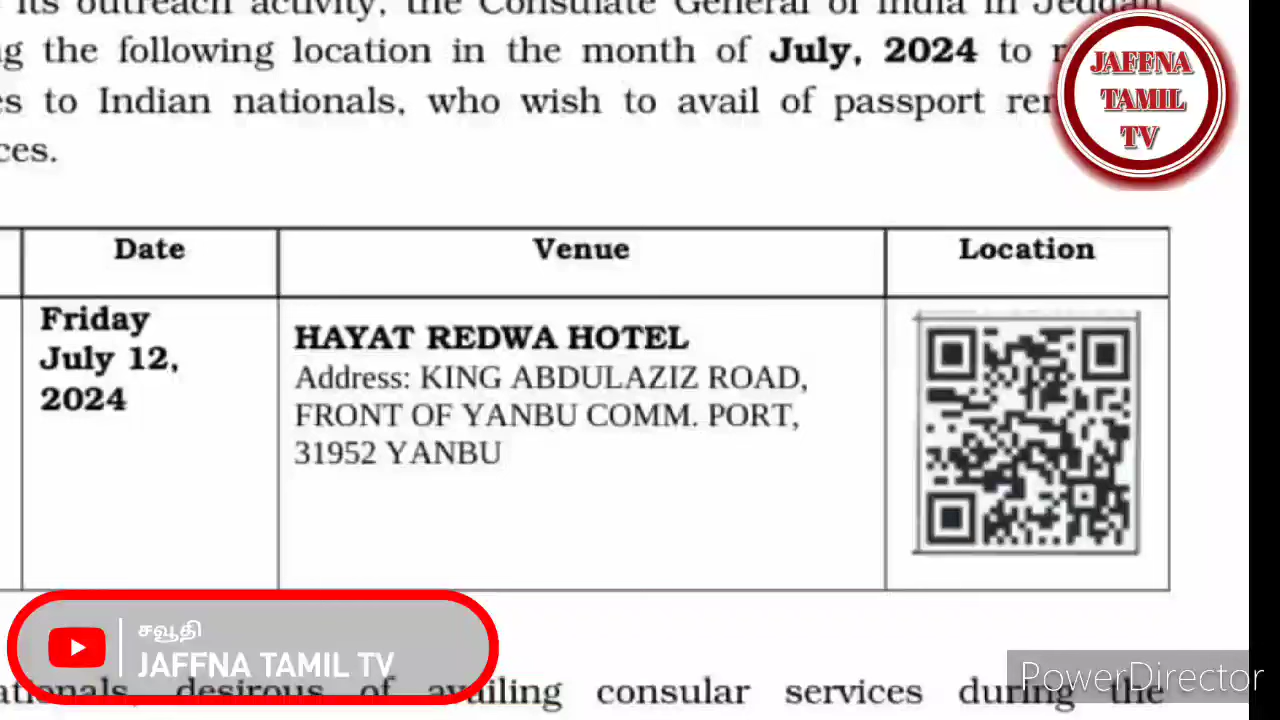 its outreach activity, the Consulate General of India in Jeddah
the following location in the month of July, 2024 to
to Indian nationals, who wish to avail of passport
Date Venue Location
Friday
July 12,
2024
HAYAT REDWA HOTEL
Address: KING ABDULAZIZ ROAD,
FRONT OF YANBU COMM. PORT,
31952 YANBU
desirous of availing consular services during the
JAFFNA
TAMIL
TV
சவூதி
JAFFNA TAMIL TV
PowerDirector